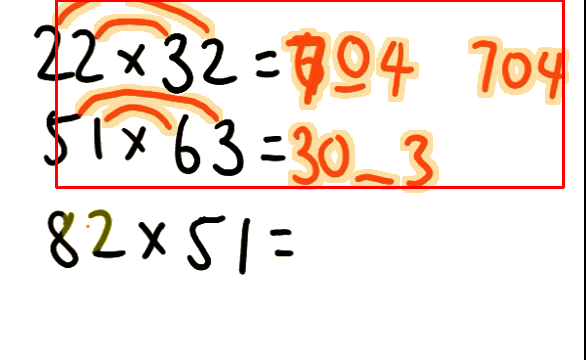 22 × 32 = 704 704
51 × 63 = 30_3
82 × 51 =